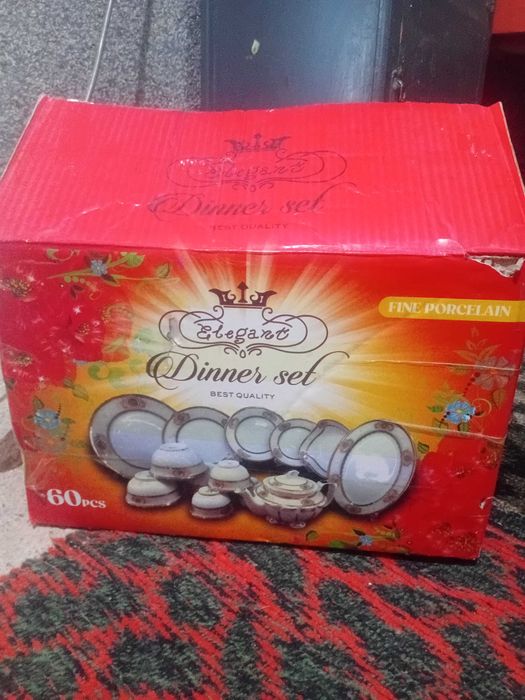 Elegant
Dinner set
BEST QUALITY
FINE PORCELAIN
Elegant
Dinner set
BEST QUALITY
60PCS